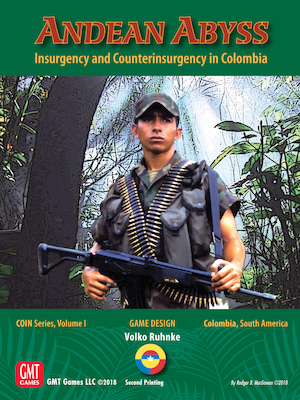 ANDEAN ABYSS
Insurgency and Counterinsurgency in Colombia
COIN Series, Volume I
GAME DESIGN
Colombia, South America
Volko Ruhnke
GMT
GAMES
GMT Games LLC ©2018
Second Printing
By Rodger B. MacGowan ©2018